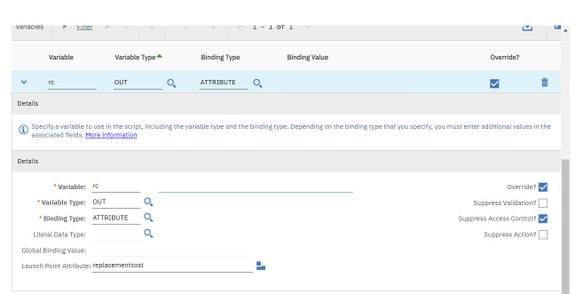 Variables Filter 1 - 1 of 1
Variable Variable Type Binding Type Binding Value Override?
rc OUT ATTRIBUTE
Details
Specify a variable to use in the script, including the variable type and the binding type. Depending on the binding type that you specify, you must enter additional values in the
associated fields. More information
Details
* Variable: rc Override?
* Variable Type: OUT Suppress Validation?
* Binding Type: ATTRIBUTE Suppress Access Control?
Literal Data Type: Suppress Action?
Global Binding Value:
Launch Point Attribute: replacementcost